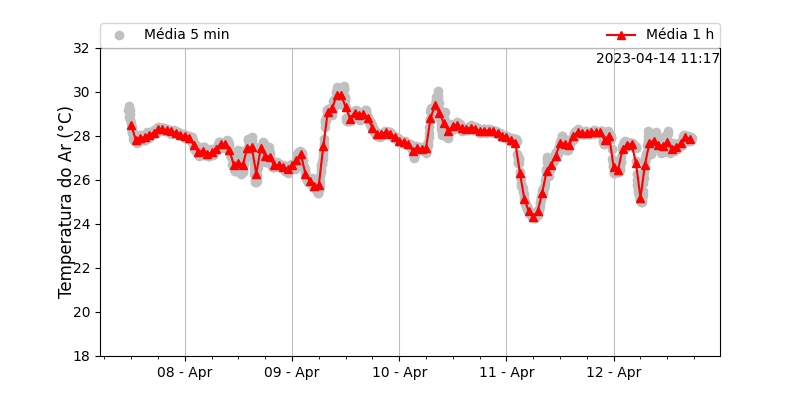 Média 5 min
Média 1 h
2023-04-14 11:17
Temperatura do Ar (°C)
32
30
28
26
24
22
20
18
08 - Apr
09 - Apr
10 - Apr
11 - Apr
12 - Apr